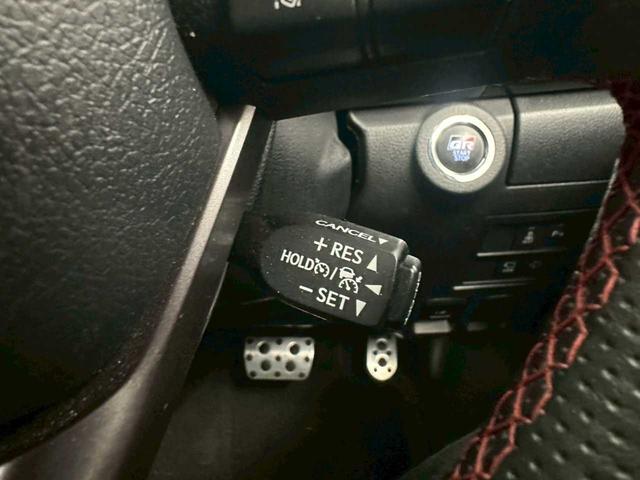 GR
START
STOP
CANCEL▼
+ RES ▲
HOLD / ◀
− SET ▼